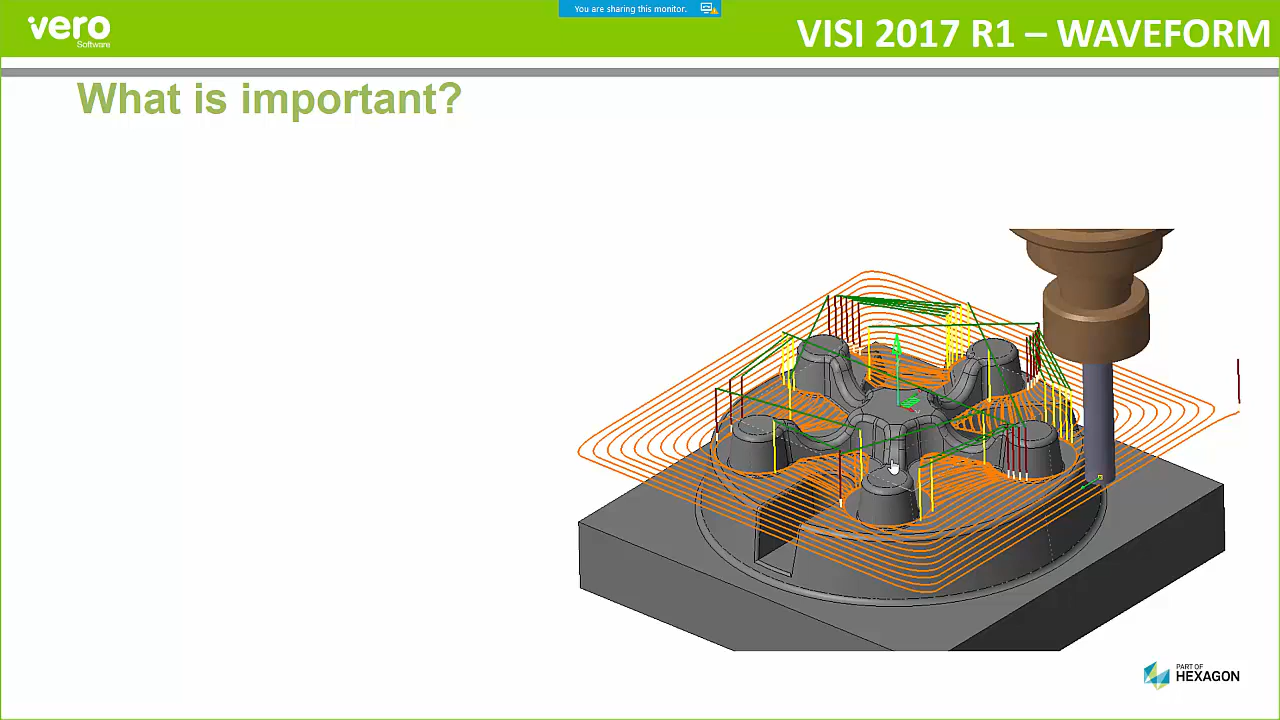 You are sharing this monitor.
vero
Software
VISI 2017 R1 – WAVEFORM
What is important?
PART OF
HEXAGON